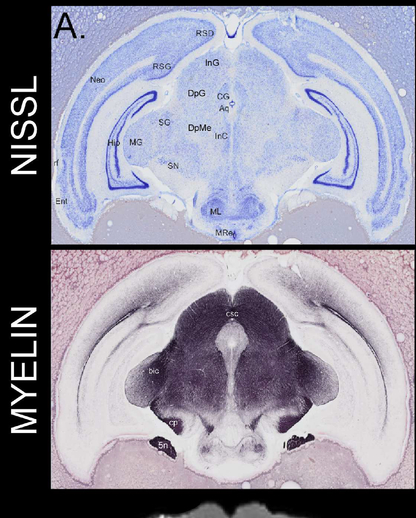 A.
NISSL
RSD
InG
RSG
Neo
DpG
CG
Aq
SC
DpMe
InC
Hip
MG
rf
SN
Ent
ML
MRe
MYELIN
csc
bic
cp
5n